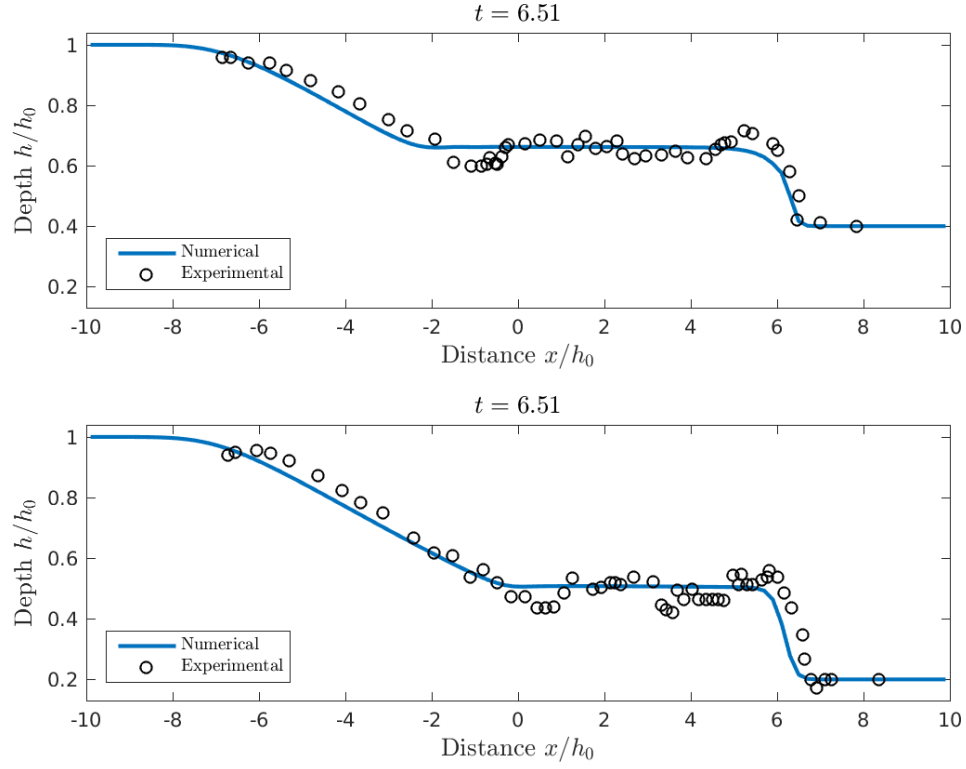 t = 6.51
1
0.8
0.6
0.4
0.2
Depth h/h₀
Numerical
Experimental
-10 -8 -6 -4 -2 0 2 4 6 8 10
Distance x/h₀
t = 6.51
1
0.8
0.6
0.4
0.2
Depth h/h₀
Numerical
Experimental
-10 -8 -6 -4 -2 0 2 4 6 8 10
Distance x/h₀